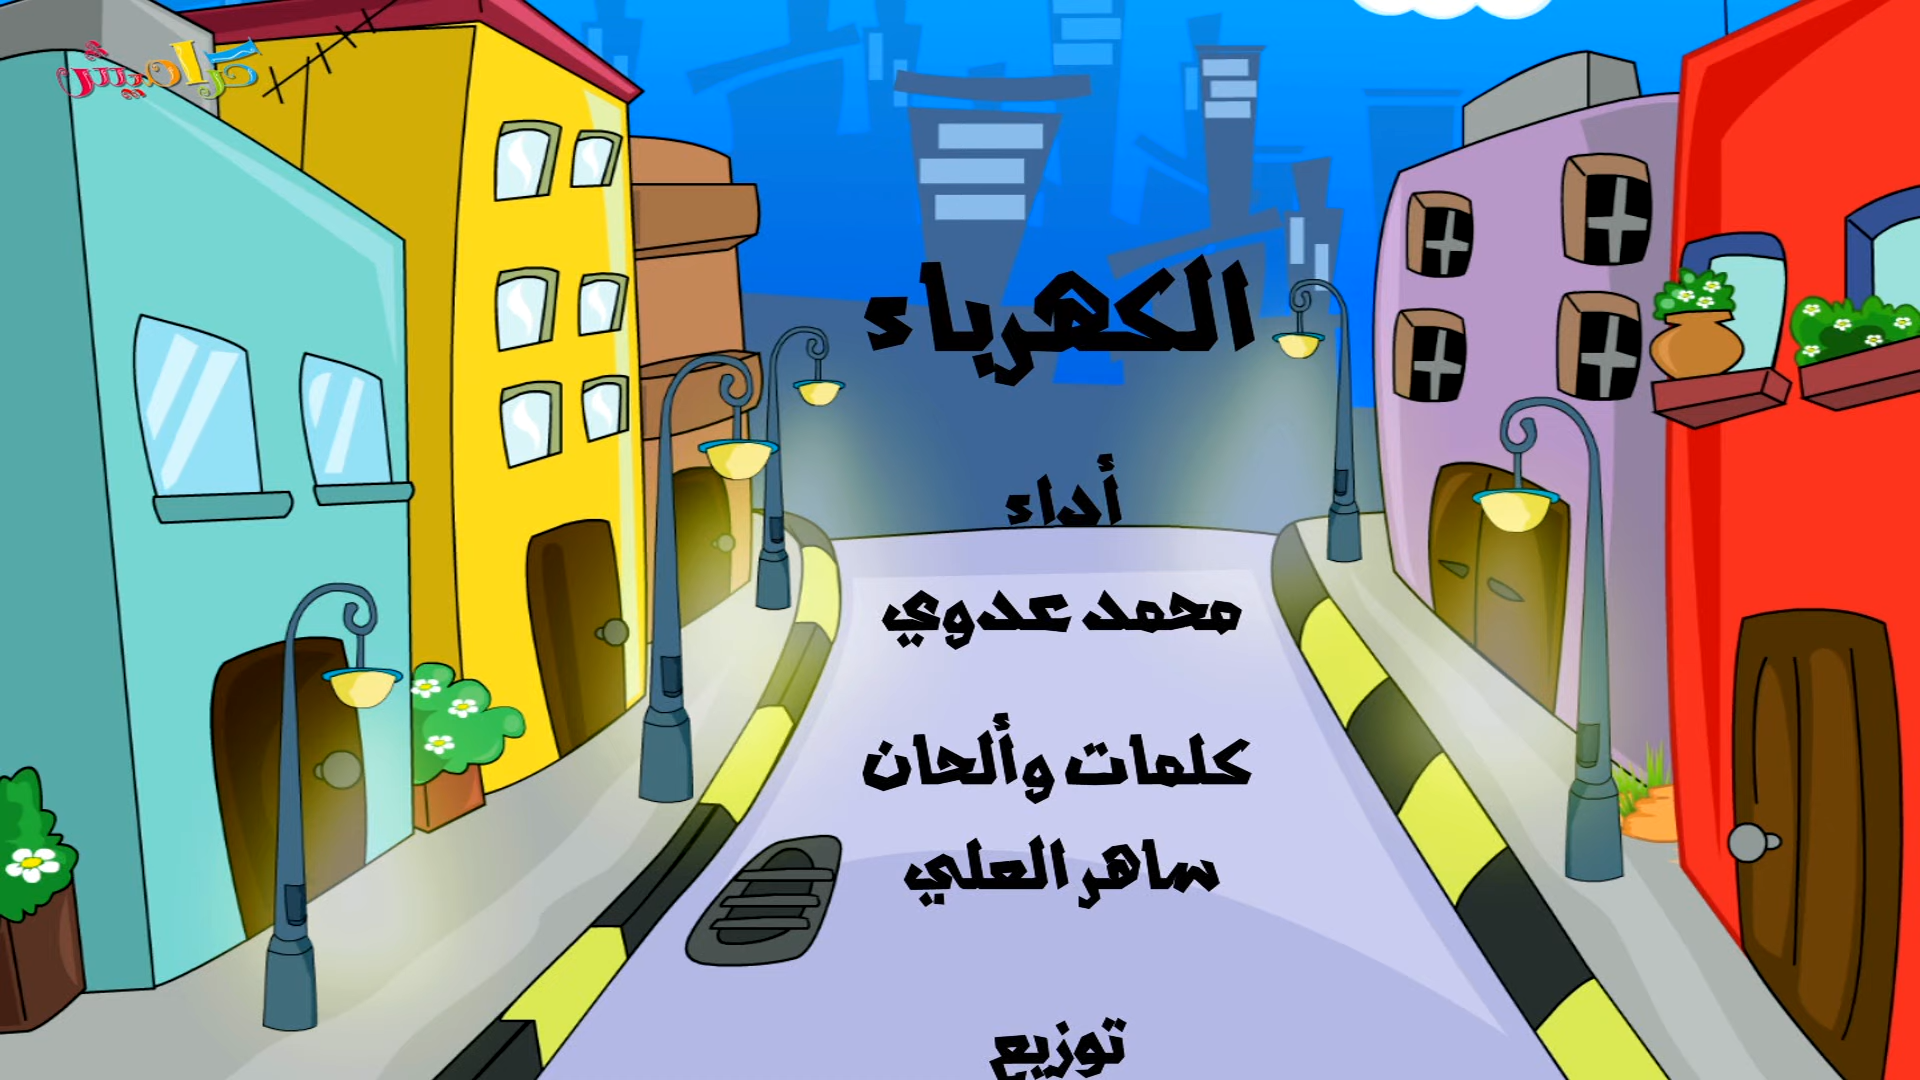 كراميش
الكهرباء
أداء
محمد عدوي
كلمات وألحان
ساهر العلي
توزيع